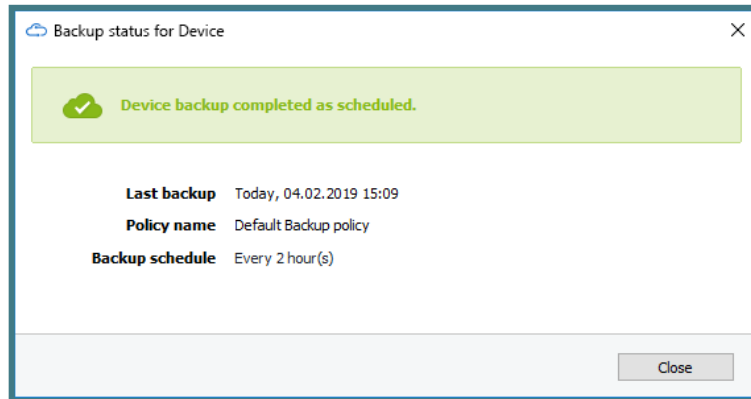 Backup status for Device
Device backup completed as scheduled.
Last backup Today, 04.02.2019 15:09
Policy name Default Backup policy
Backup schedule Every 2 hour(s)
Close